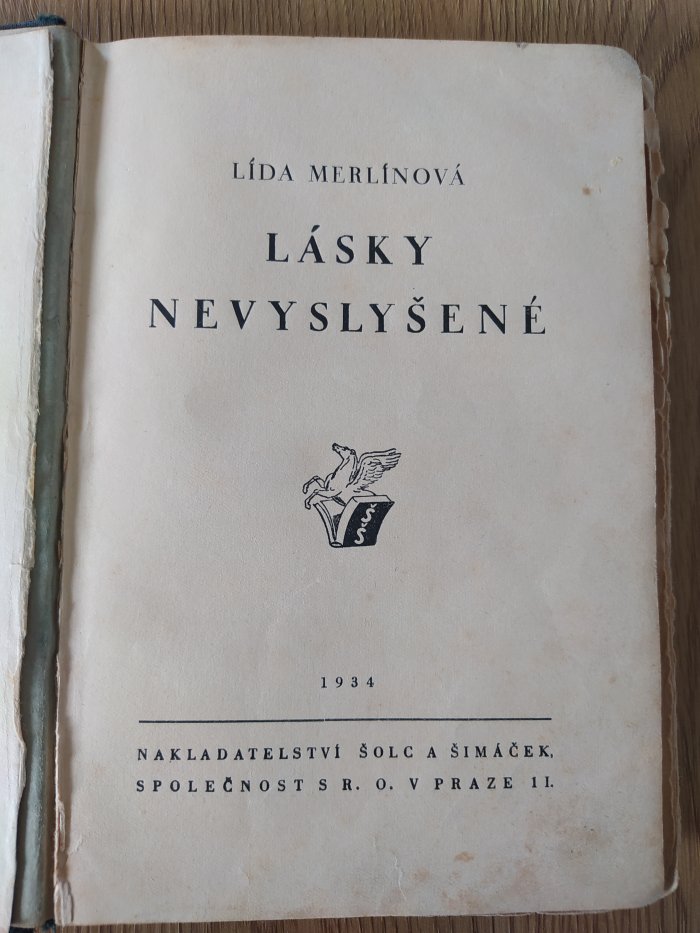 LÍDA MERLÍNOVÁ
LÁSKY
NEVYSLYŠENÉ
Š
Š
1934
NAKLADATELSTVÍ ŠOLC A ŠIMÁČEK,
SPOLEČNOST S R. O. V PRAZE II.